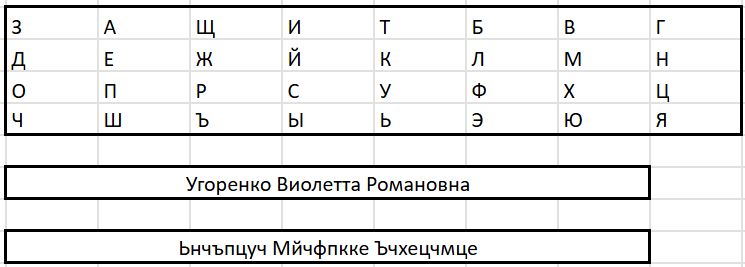 З А Щ И Т Б В Г
Д Е Ж Й К Л М Н
О П Р С У Ф Х Ц
Ч Ш Ъ Ы Ь Э Ю Я
Угоренко Виолетта Романовна
Ьнчъпцуч Мйчфпкке Ъчхецчмце